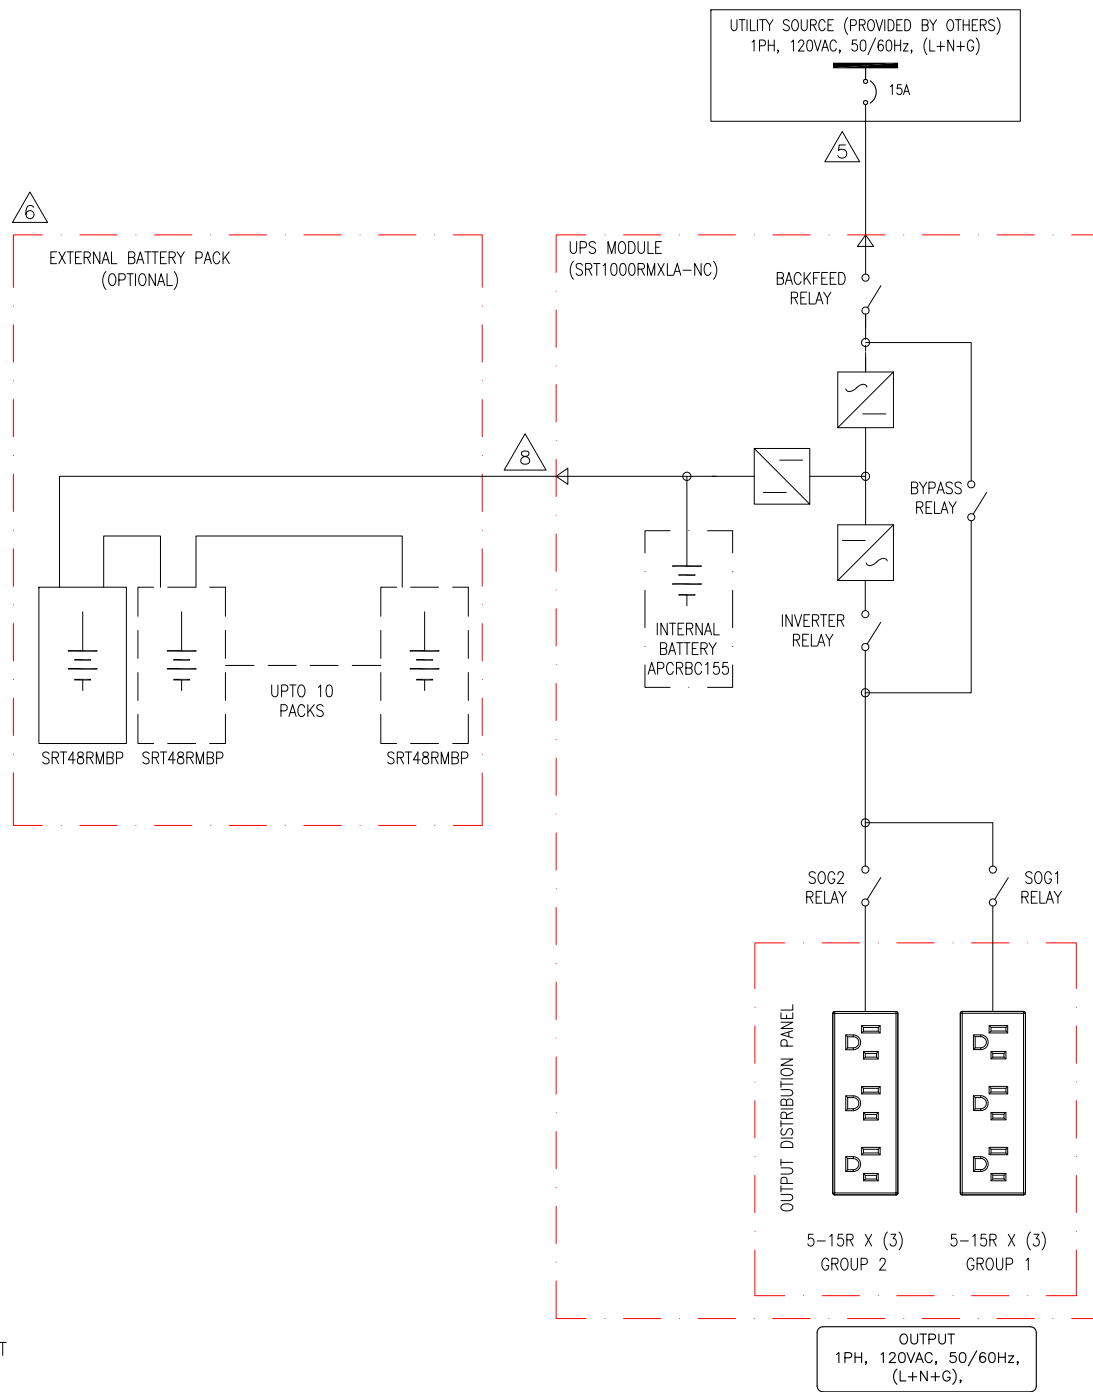 UTILITY SOURCE (PROVIDED BY OTHERS)
1PH, 120VAC, 50/60Hz, (L+N+G)
15A
5
6
EXTERNAL BATTERY PACK
(OPTIONAL)
UPS MODULE
(SRT1000RMXLA-NC)
BACKFEED
RELAY
8
BYPASS
RELAY
INTERNAL
BATTERY
APCRBC155
INVERTER
RELAY
UPTO 10
PACKS
SRT48RMBP
SRT48RMBP
SRT48RMBP
SOG2
RELAY
SOG1
RELAY
OUTPUT DISTRIBUTION PANEL
5-15R X (3)
GROUP 2
5-15R X (3)
GROUP 1
T
OUTPUT
1PH, 120VAC, 50/60Hz,
(L+N+G),